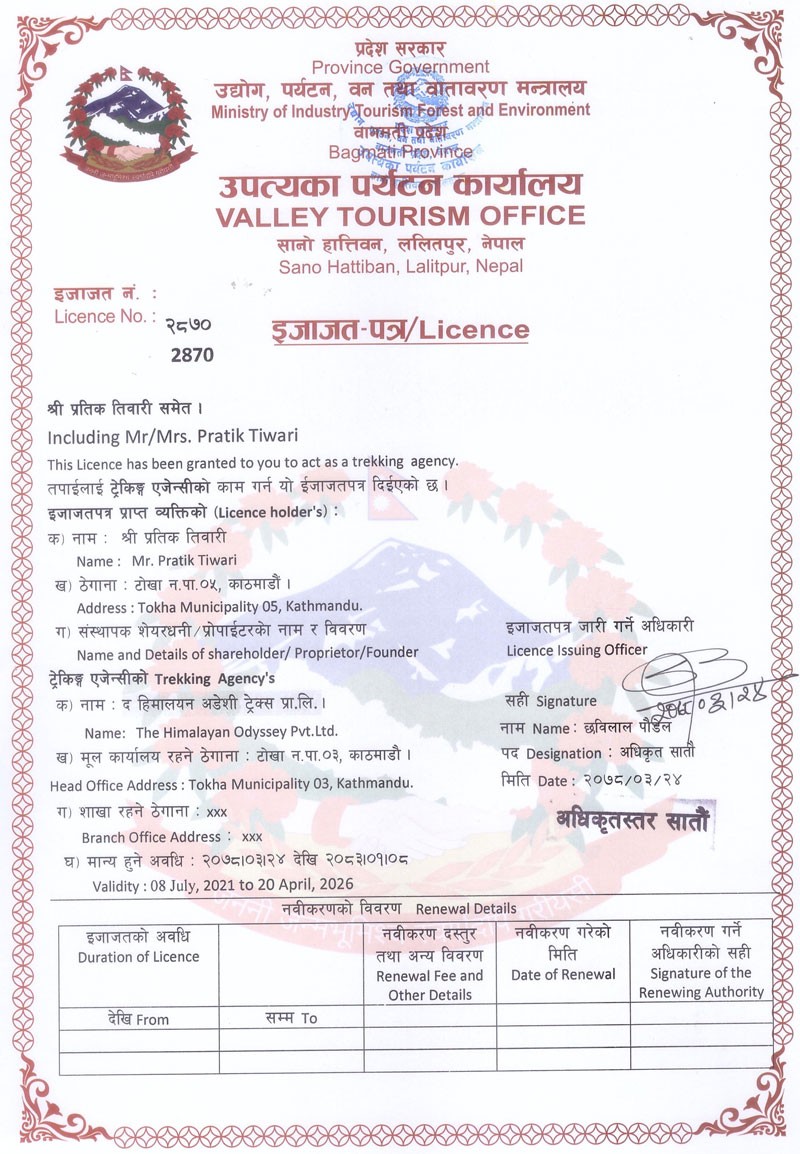 प्रदेश सरकार
Province Government
उद्योग, पर्यटन, वन तथा वातावरण मन्त्रालय
Ministry of Industry Tourism Forest and Environment
वागमती प्रदेश
Bagmati Province
उपत्यका पर्यटन कार्यालय
VALLEY TOURISM OFFICE
सानो हात्तिवन, ललितपुर, नेपाल
Sano Hattiban, Lalitpur, Nepal
इजाजत नं. :
Licence No. : २८७०
2870
इजाजत-पत्र/Licence
श्री प्रतिक तिवारी समेत ।
Including Mr/Mrs. Pratik Tiwari
This Licence has been granted to you to act as a trekking agency.
तपाईलाई ट्रेकिङ्ग एजेन्सीको काम गर्न यो ईजाजतपत्र दिईएको छ ।
इजाजतपत्र प्राप्त व्यक्तिको (Licence holder's) :
क) नाम : श्री प्रतिक तिवारी
Name : Mr. Pratik Tiwari
ख) ठेगाना : टोखा न.पा.०५, काठमाडौं ।
Address : Tokha Municipality 05, Kathmandu.
ग) संस्थापक शेयरधनी/प्रोपाईटरको नाम र विवरण
Name and Details of shareholder/ Proprietor/Founder
ट्रेकिङ्ग एजेन्सीको Trekking Agency's
क) नाम : द हिमालयन अडेशी ट्रेक्स प्रा.लि.।
Name: The Himalayan Odyssey Pvt.Ltd.
ख) मूल कार्यालय रहने ठेगाना : टोखा न.पा.०३, काठमाडौं ।
Head Office Address : Tokha Municipality 03, Kathmandu.
ग) शाखा रहने ठेगाना : xxx
Branch Office Address : xxx
घ) मान्य हुने अवधि : २०७८।०३।२४ देखि २०८३।०१।०८
Validity : 08 July, 2021 to 20 April, 2026
इजाजतपत्र जारी गर्ने अधिकारी
Licence Issuing Officer
सही Signature
२०७८।०३।२४
नाम Name : छविलाल पौडेल
पद Designation : अधिकृत सातौ
मिति Date : २०७८/०३/२४
अधिकृतस्तर सातौं
नवीकरणको विवरण Renewal Details
इजाजतको अवधि
Duration of Licence
नवीकरण दस्तुर
तथा अन्य विवरण
Renewal Fee and
Other Details
नवीकरण गरेको
मिति
Date of Renewal
नवीकरण गर्ने
अधिकारीको सही
Signature of the
Renewing Authority
देखि From
सम्म To